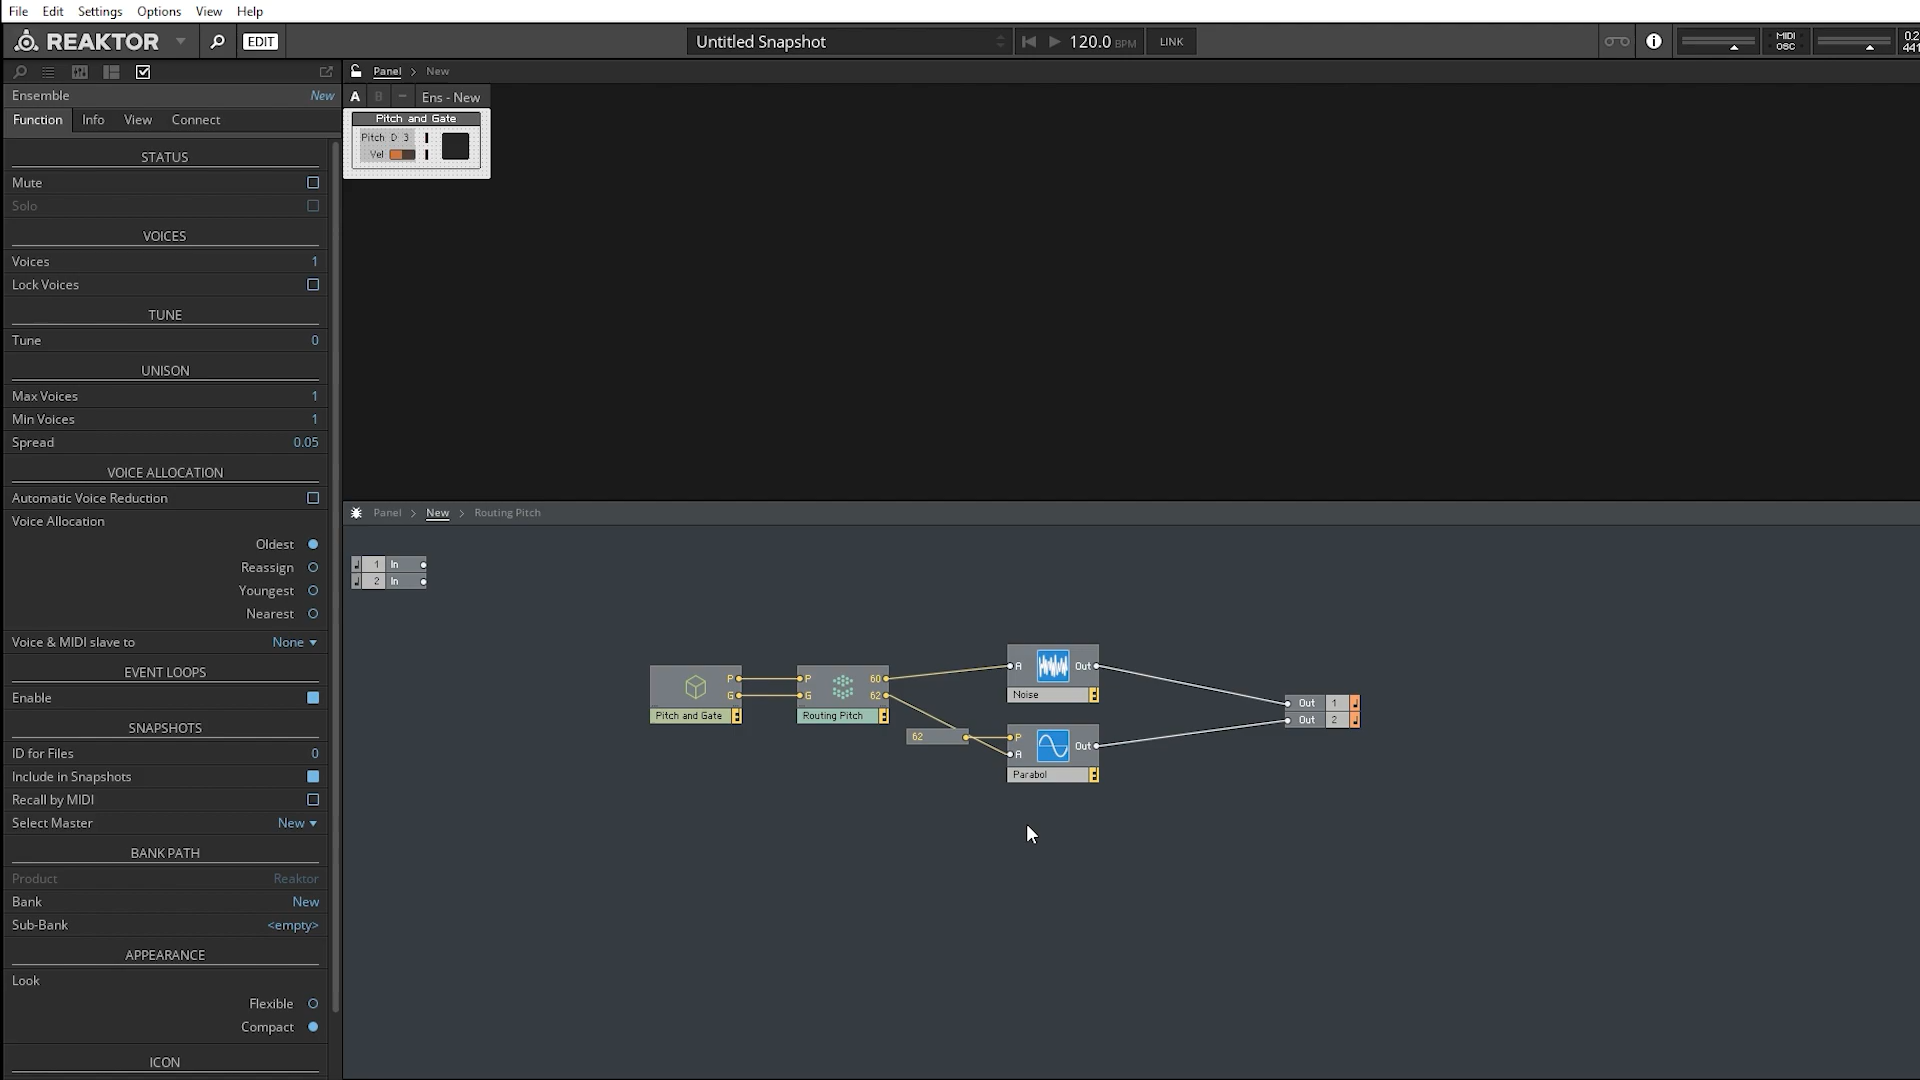 File Edit Settings Options View Help
REAKTOR EDIT Untitled Snapshot 120.0 BPM LINK MIDI OSC
Panel > New
Ensemble New
A B Ens - New
Function Info View Connect
Pitch and Gate
Pitch D 3
Vel
STATUS
Mute
Solo
VOICES
Voices 1
Lock Voices
TUNE
Tune 0
UNISON
Max Voices 1
Min Voices 1
Spread 0.05
VOICE ALLOCATION
Automatic Voice Reduction
Voice Allocation
Oldest
Reassign
Youngest
Nearest
Voice & MIDI slave to None
EVENT LOOPS
Enable
SNAPSHOTS
ID for Files 0
Include in Snapshots
Recall by MIDI
Select Master New
BANK PATH
Product Reaktor
Bank New
Sub-Bank <empty>
APPEARANCE
Look
Flexible
Compact
ICON
Panel > New > Routing Pitch
1 In
2 In
P
G
Pitch and Gate
P 60
G 62
Routing Pitch
62
A Out
Noise
P
A Out
Parabol
Out 1
Out 2